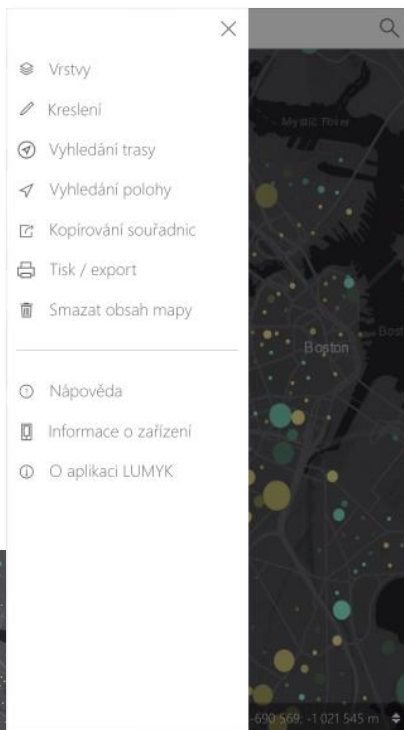 Vrstvy
Kreslení
Vyhledání trasy
Vyhledání polohy
Kopírování souřadnic
Tisk / export
Smazat obsah mapy
Nápověda
Informace o zařízení
O aplikaci LUMYK
Mystic River
Boston
Bost
-690 569; -1 021 545 m